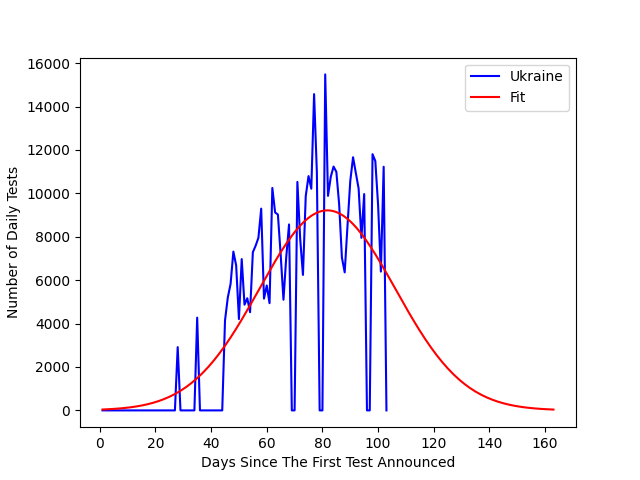 16000
14000
12000
10000
8000
6000
4000
2000
0
Number of Daily Tests
Ukraine
Fit
0 20 40 60 80 100 120 140 160
Days Since The First Test Announced